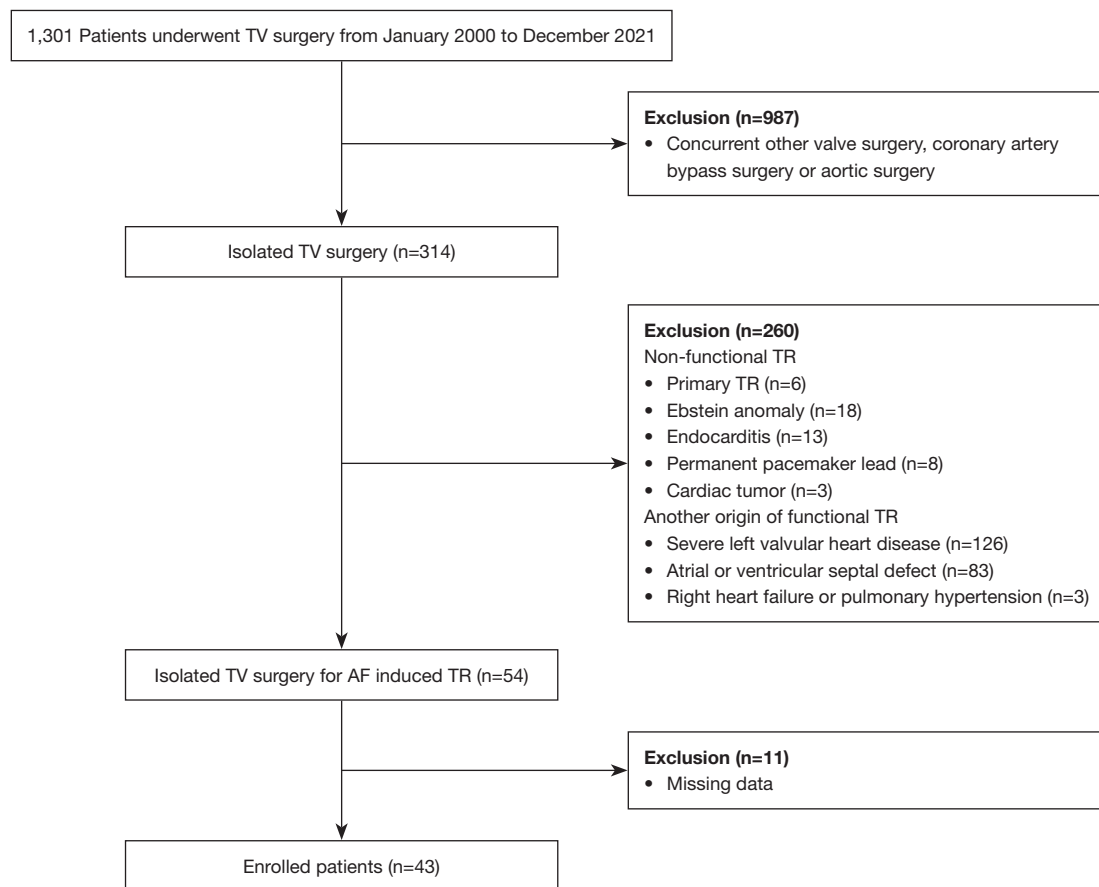 1,301 Patients underwent TV surgery from January 2000 to December 2021
Exclusion (n=987)
• Concurrent other valve surgery, coronary artery
bypass surgery or aortic surgery
Isolated TV surgery (n=314)
Exclusion (n=260)
Non-functional TR
• Primary TR (n=6)
• Ebstein anomaly (n=18)
• Endocarditis (n=13)
• Permanent pacemaker lead (n=8)
• Cardiac tumor (n=3)
Another origin of functional TR
• Severe left valvular heart disease (n=126)
• Atrial or ventricular septal defect (n=83)
• Right heart failure or pulmonary hypertension (n=3)
Isolated TV surgery for AF induced TR (n=54)
Exclusion (n=11)
• Missing data
Enrolled patients (n=43)